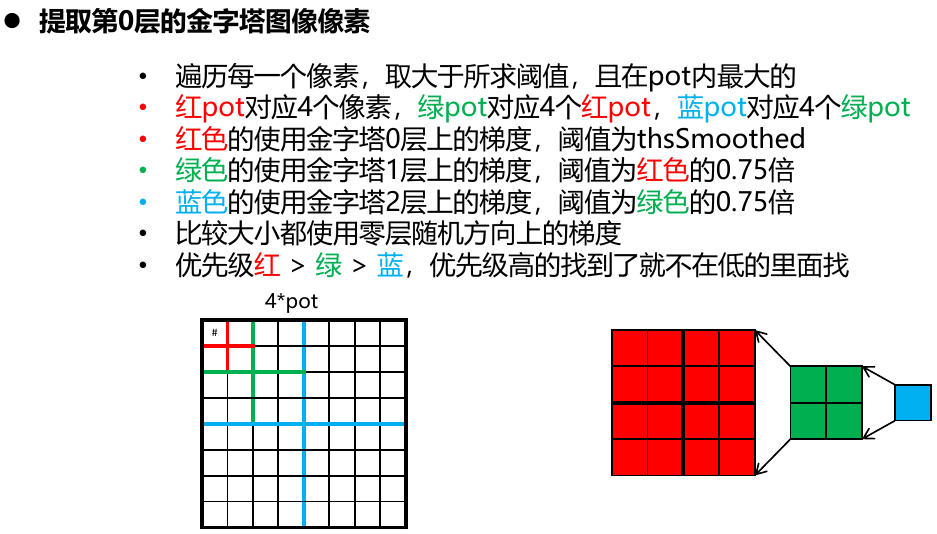 ● 提取第0层的金字塔图像像素
• 遍历每一个像素，取大于所求阈值，且在pot内最大的
• 红pot对应4个像素，绿pot对应4个红pot，蓝pot对应4个绿pot
• 红色的使用金字塔0层上的梯度，阈值为thsSmoothed
• 绿色的使用金字塔1层上的梯度，阈值为红色的0.75倍
• 蓝色的使用金字塔2层上的梯度，阈值为绿色的0.75倍
• 比较大小都使用零层随机方向上的梯度
• 优先级红 > 绿 > 蓝，优先级高的找到了就不在低的里面找
4*pot
#